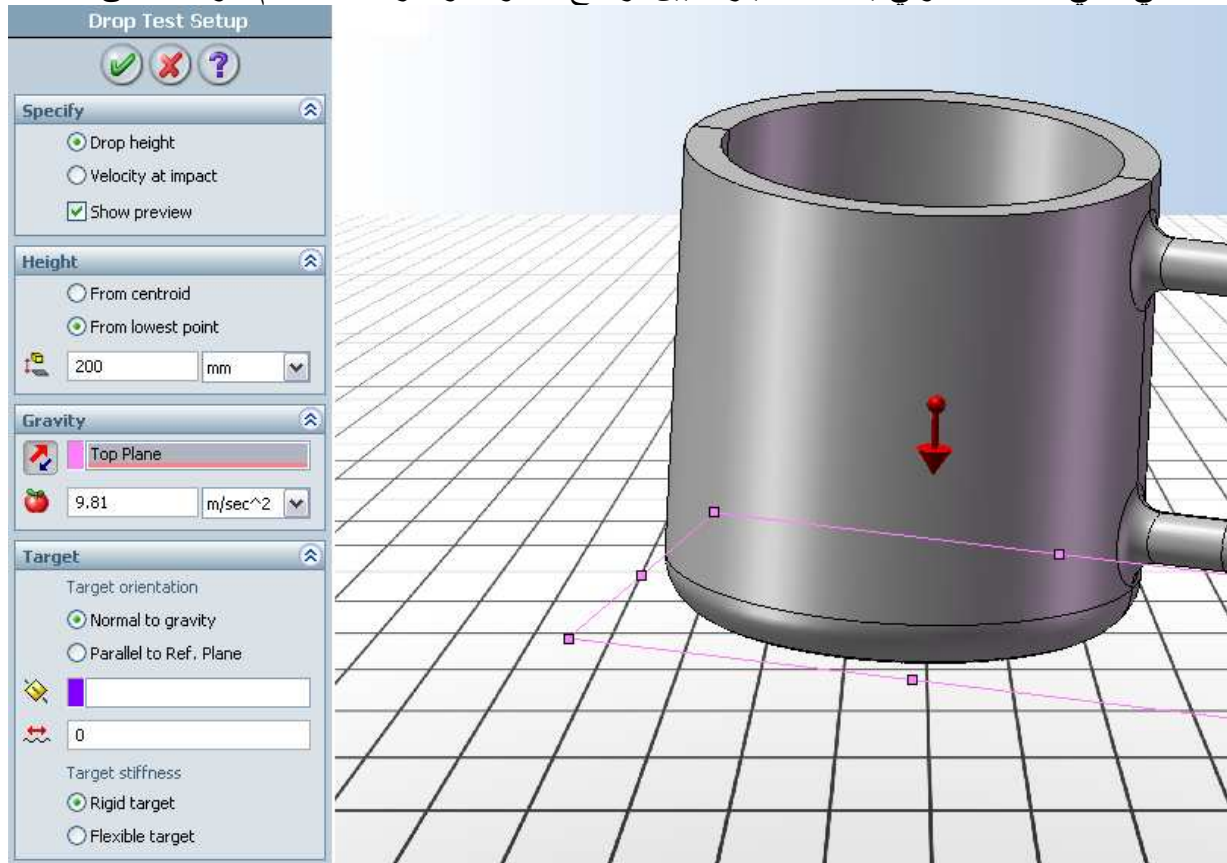 Drop Test Setup
Specify
Drop height
Velocity at impact
Show preview
Height
From centroid
From lowest point
200 mm
Gravity
Top Plane
9.81 m/sec^2
Target
Target orientation
Normal to gravity
Parallel to Ref. Plane
0
Target stiffness
Rigid target
Flexible target